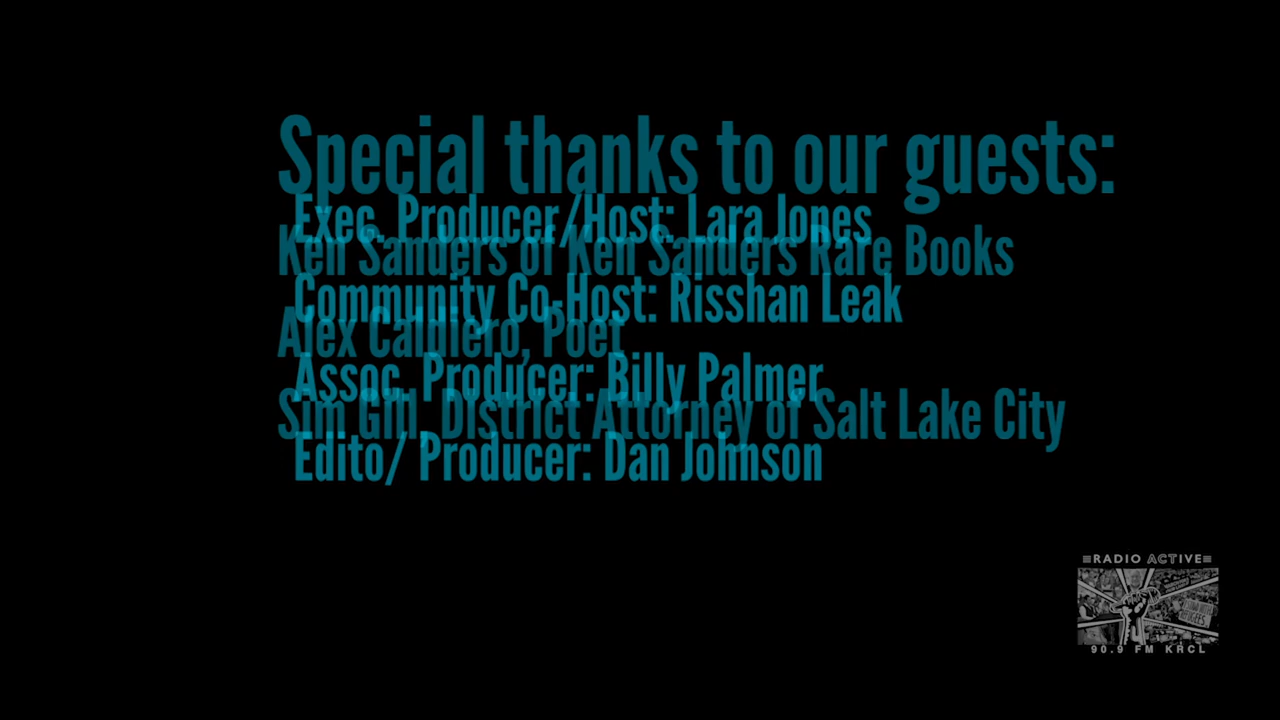 Special thanks to our guests:
Exec. Producer/Host: Lara Jones
Ken Sanders of Ken Sanders Rare Books
Community Co-Host: Risshan Leak
Alex Caldiero, Poet
Assoc. Producer: Billy Palmer
Sim Gill, District Attorney of Salt Lake City
Edito/ Producer: Dan Johnson
RADIO ACTIVE
90.9 FM KRCL